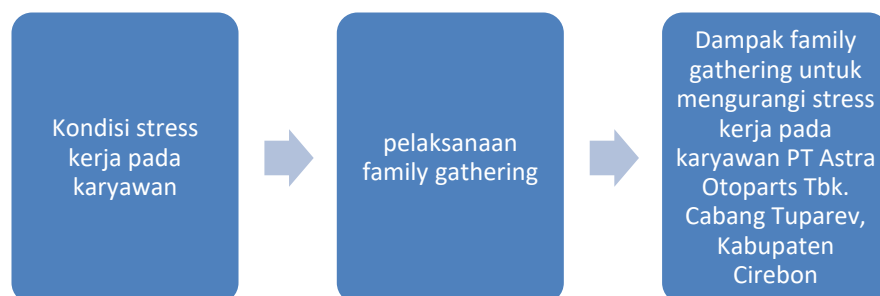 Kondisi stress
kerja pada
karyawan
pelaksanaan
family gathering
Dampak family
gathering untuk
mengurangi stress
kerja pada
karyawan PT Astra
Otoparts Tbk.
Cabang Tuparev,
Kabupaten
Cirebon